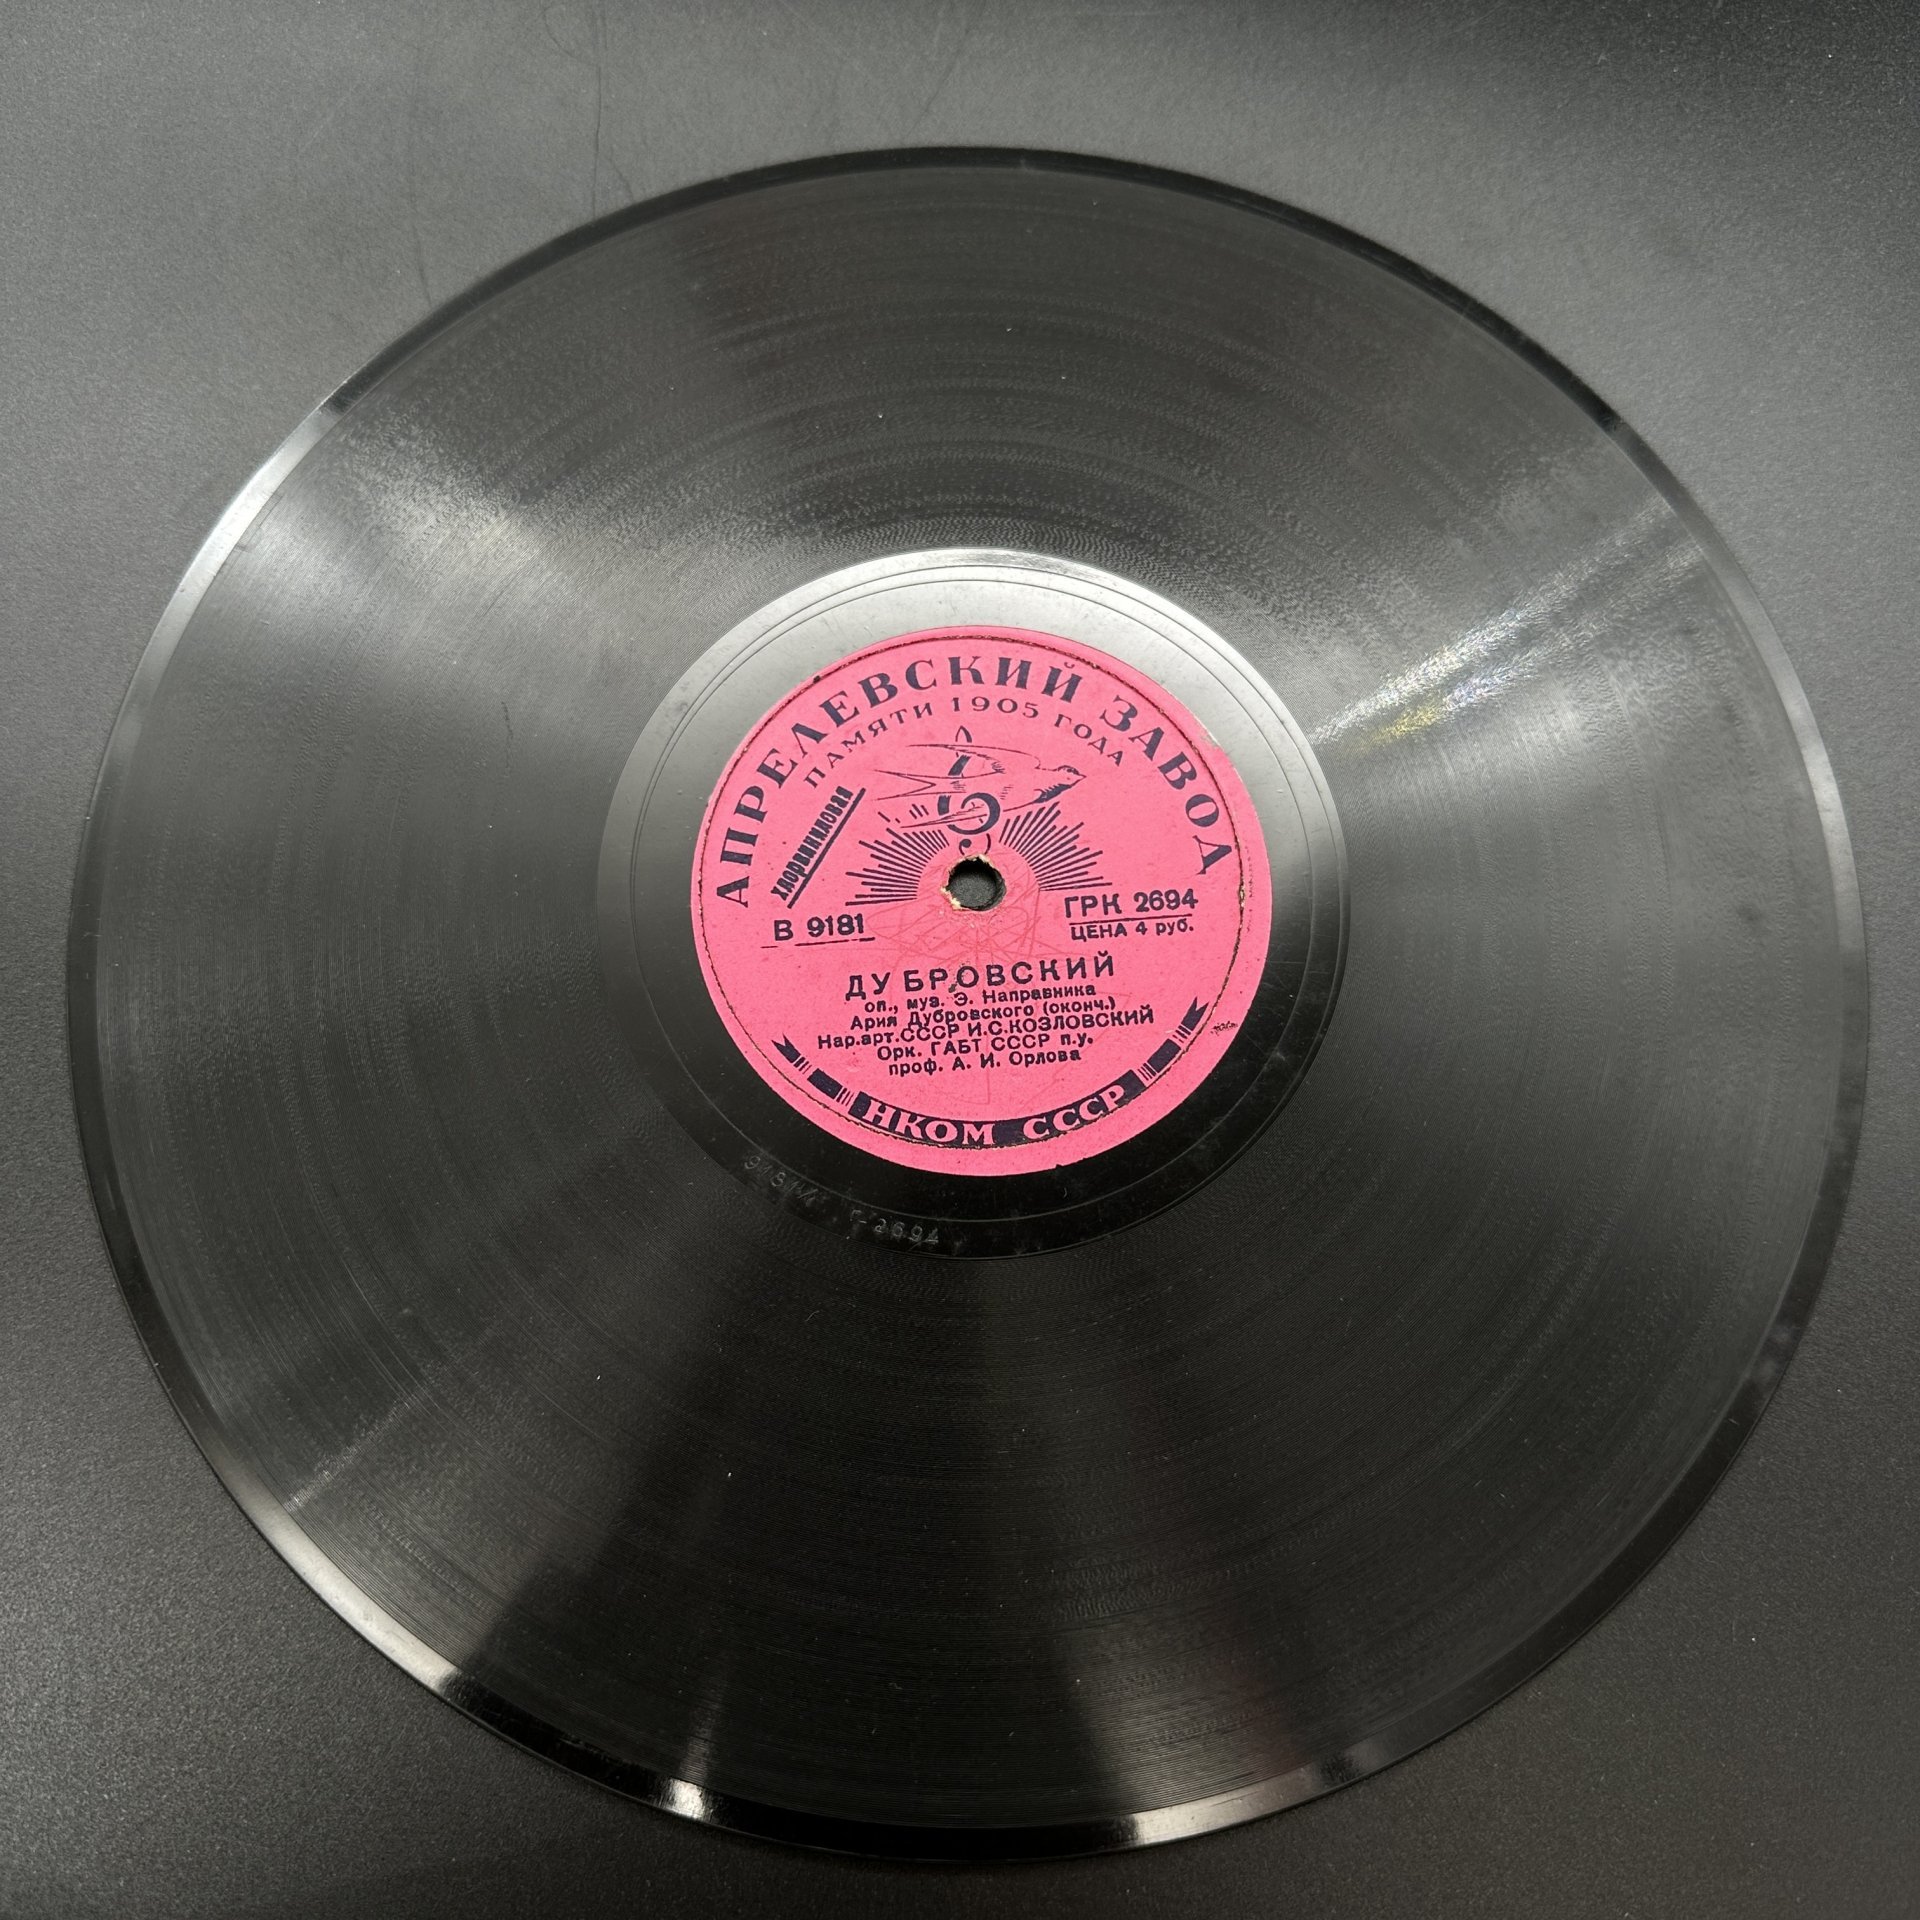 АПРЕЛЕВСКИЙ ЗАВОД
ПАМЯТИ 1905 ГОДА
хлорвиниловая
В 9181
ГРК 2694
ЦЕНА 4 руб.
ДУБРОВСКИЙ
оп., муз. Э. Направника
Ария Дубровского (оконч.)
Нар.арт.СССР И.С.КОЗЛОВСКИЙ
Орк. ГАБТ СССР п.у.
проф. А. И. Орлова
НКОМ СССР
Г-2694